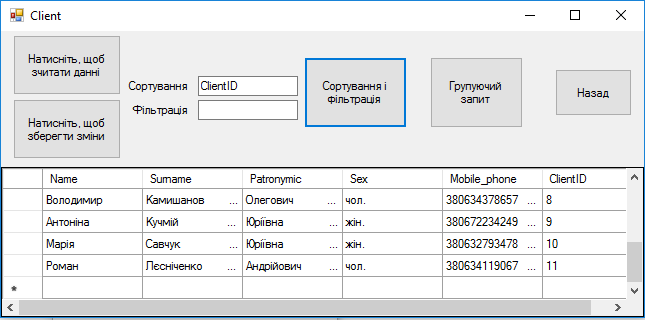 Client
Натисніть, щоб
зчитати данні
Натисніть, щоб
зберегти зміни
Сортування
ClientID
Фільтрація
Сортування і
Фільтрація
Групуючий
запит
Назад
Name Surname Patronymic Sex Mobile_phone ClientID
Володимир Камишанов ... Олегович ... чол. 380634378657 ... 8
Антоніна Кучмій ... Юріївна ... жін. 380672234249 ... 9
Марія Савчук ... Юріївна ... жін. 380632793478 ... 10
Роман Лєсніченко ... Андрійович ... чол. 380634119067 ... 11
*